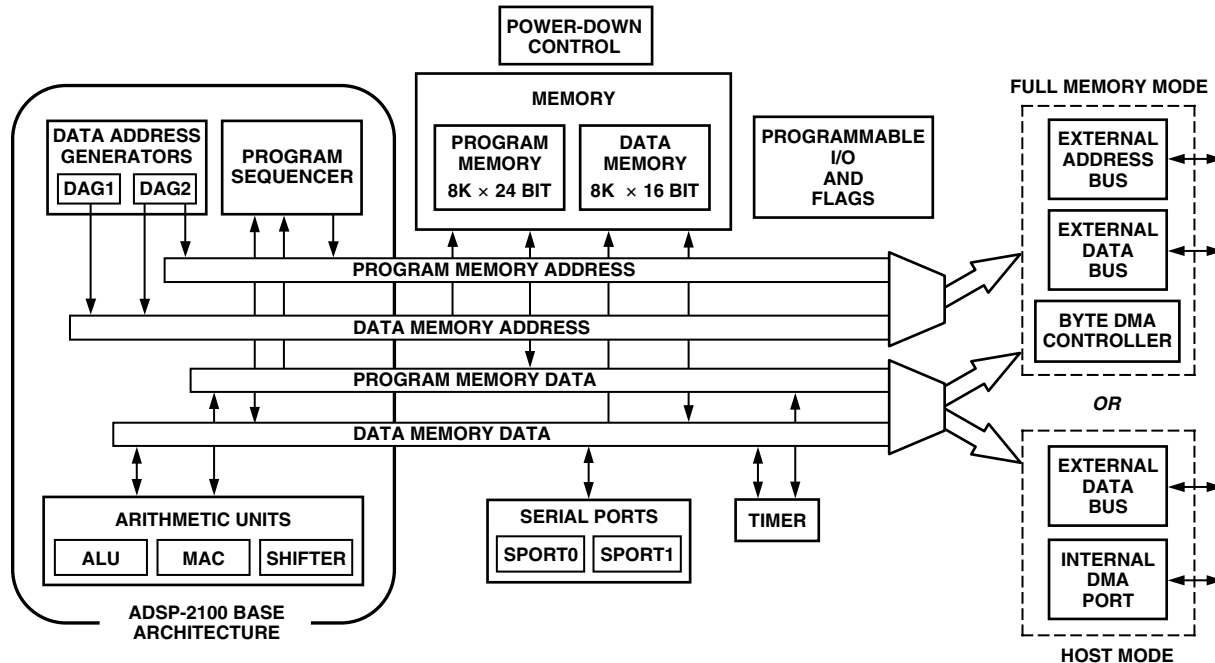 POWER-DOWN
CONTROL
MEMORY
PROGRAM
MEMORY
8K × 24 BIT
DATA
MEMORY
8K × 16 BIT
DATA ADDRESS
GENERATORS
DAG1
DAG2
PROGRAM
SEQUENCER
PROGRAMMABLE
I/O
AND
FLAGS
FULL MEMORY MODE
EXTERNAL
ADDRESS
BUS
EXTERNAL
DATA
BUS
BYTE DMA
CONTROLLER
PROGRAM MEMORY ADDRESS
DATA MEMORY ADDRESS
PROGRAM MEMORY DATA
DATA MEMORY DATA
OR
EXTERNAL
DATA
BUS
INTERNAL
DMA
PORT
HOST MODE
ARITHMETIC UNITS
ALU
MAC
SHIFTER
SERIAL PORTS
SPORT0
SPORT1
TIMER
ADSP-2100 BASE
ARCHITECTURE